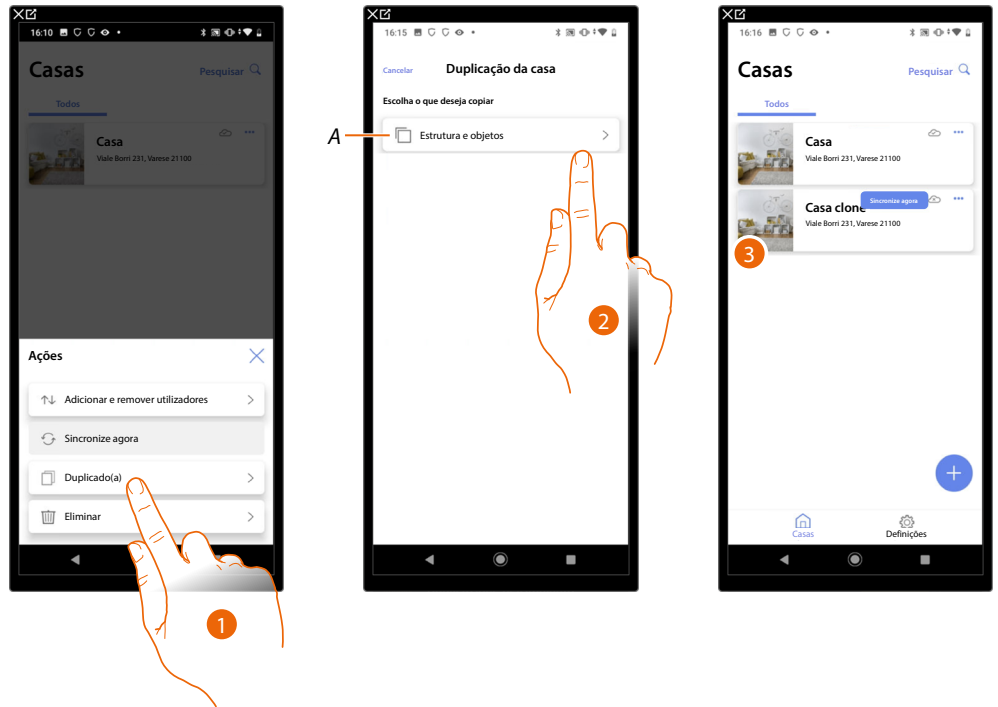 16:10
Casas
Pesquisar
Todos
Casa
Viale Borri 231, Varese 21100
Ações
Adicionar e remover utilizadores
Sincronize agora
Duplicado(a)
Eliminar
1
16:15
Cancelar
Duplicação da casa
Escolha o que deseja copiar
A
Estrutura e objetos
2
16:16
Casas
Pesquisar
Todos
Casa
Viale Borri 231, Varese 21100
Sincronize agora
Casa clone
Viale Borri 231, Varese 21100
3
Casas
Definições